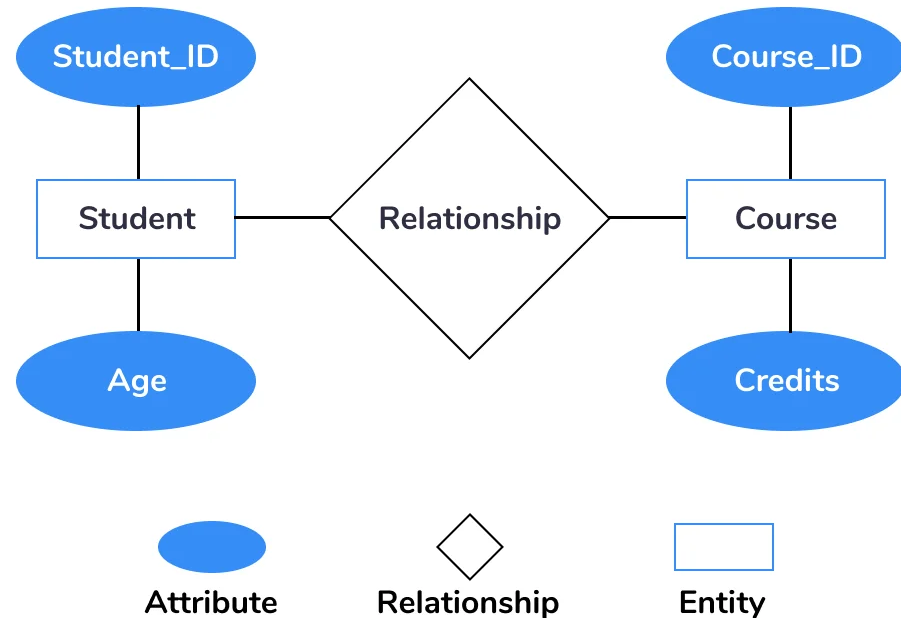 Student_ID
Course_ID
Student
Relationship
Course
Age
Credits
Attribute
Relationship
Entity